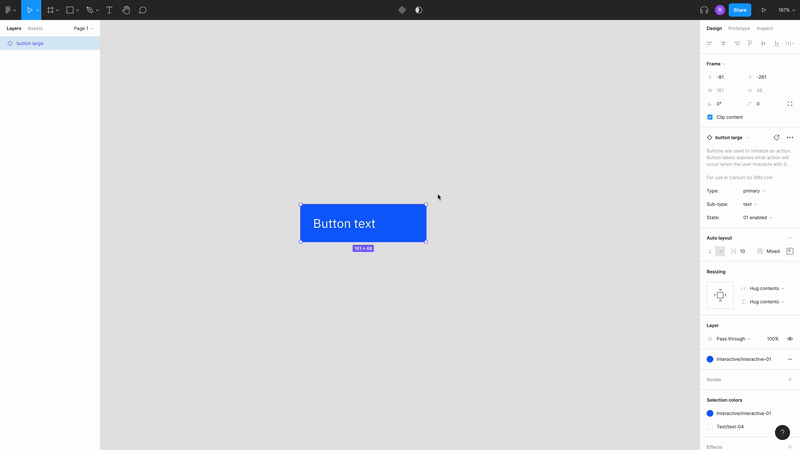 R
Share
187%
Layers
Assets
Page 1
Design
Prototype
Inspect
button large
Frame
X
-81
Y
-261
W
161
H
48
0°
0
Clip content
button large
Buttons are used to initialize an action.
Button labels express what action will
occur when the user interacts with it.
For use in Carbon for IBM.com
Type:
primary
Sub-type:
text
State:
01 enabled
Button text
161 × 48
Auto layout
10
Mixed
Resizing
Hug contents
Hug contents
Layer
Pass through
100%
Interactive/interactive-01
Stroke
Selection colors
Interactive/interactive-01
Text/text-04
?
Effects